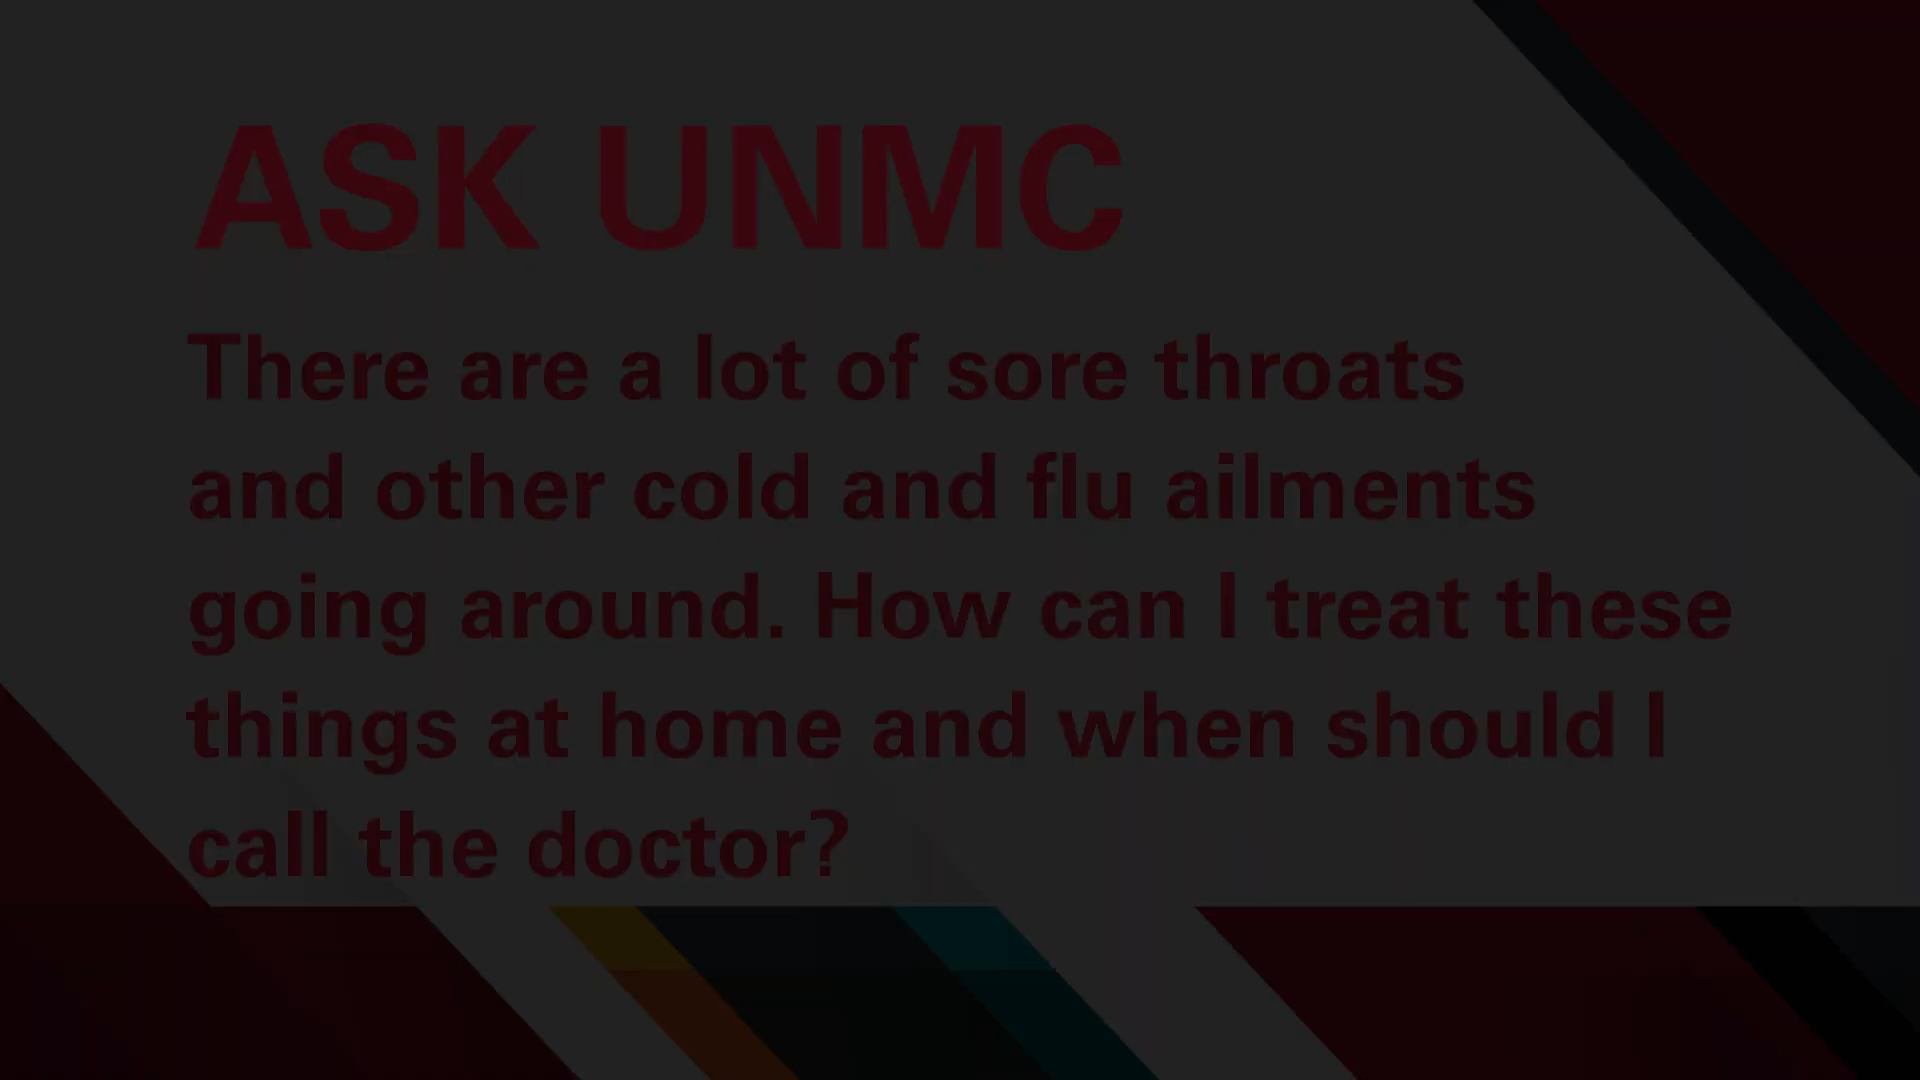 ASK UNMC
There are a lot of sore throats
and other cold and flu ailments
going around. How can I treat these
things at home and when should I
call the doctor?